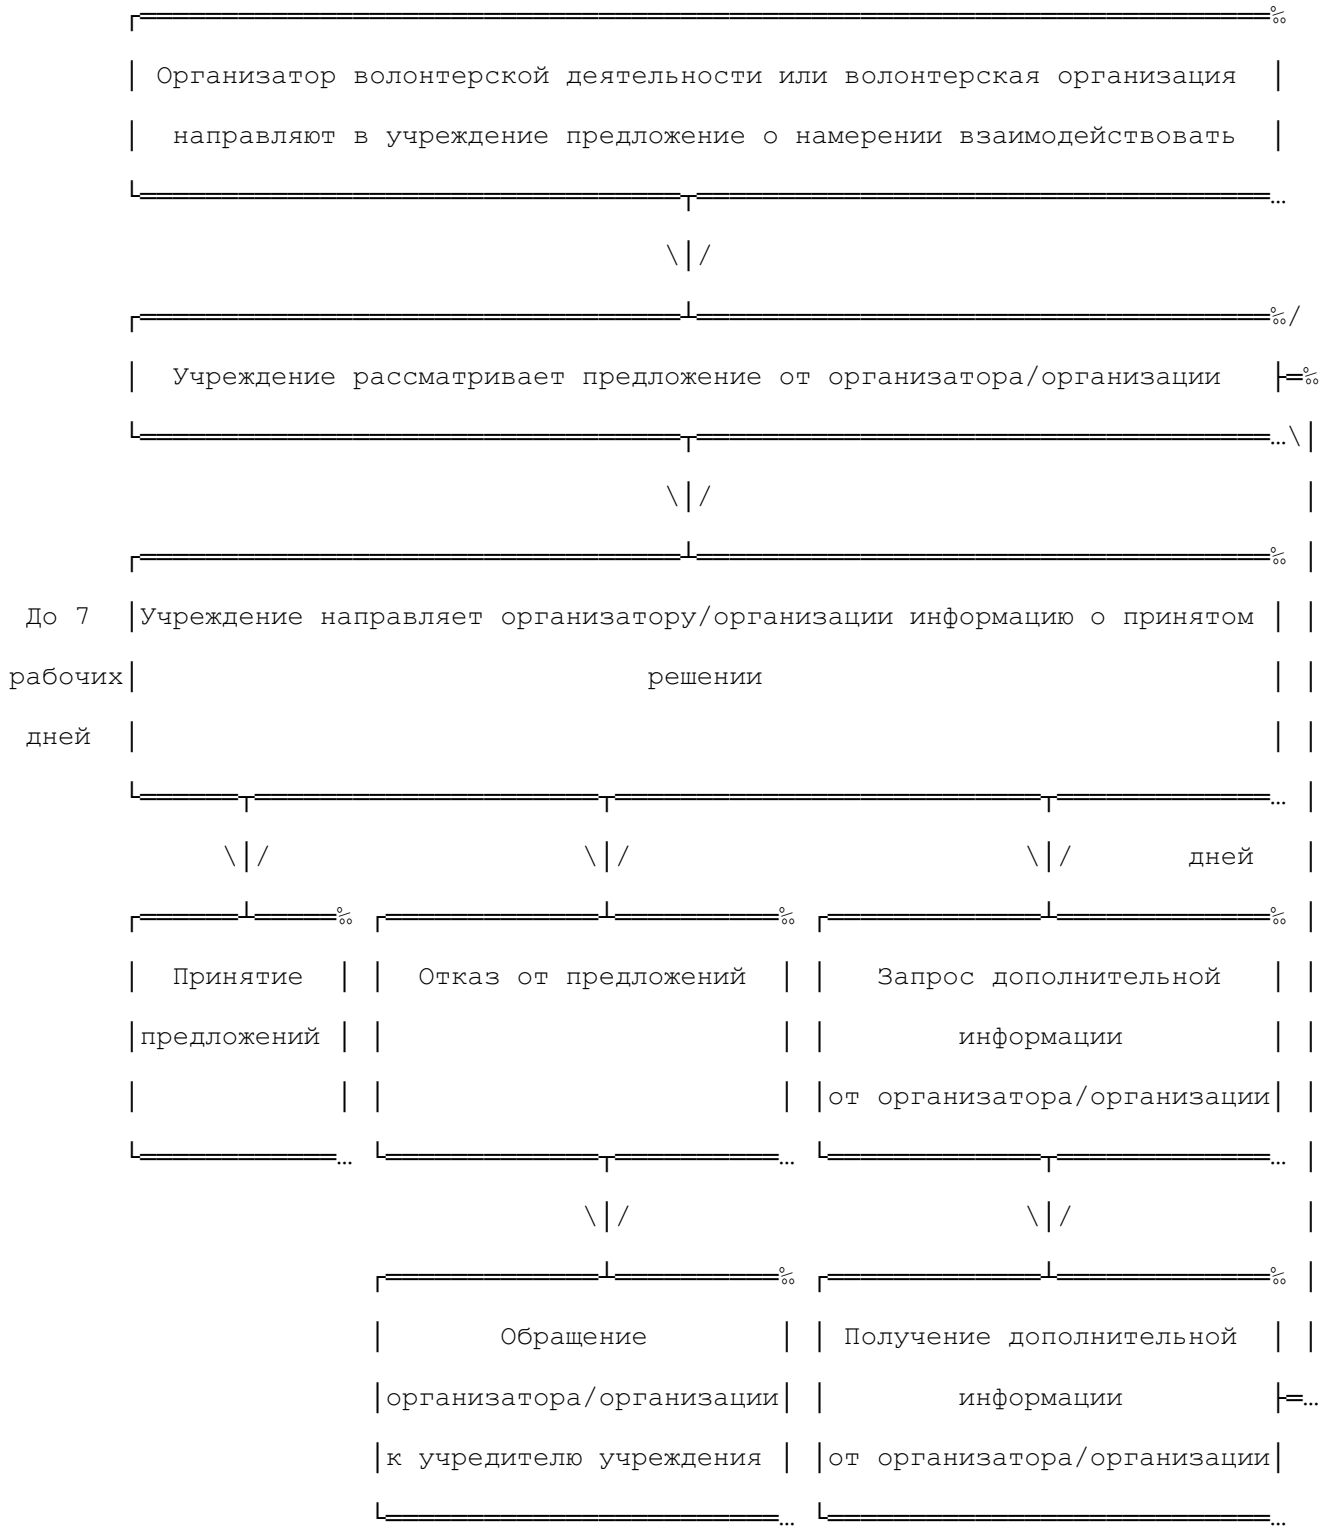 Организатор волонтерской деятельности или волонтерская организация
направляют в учреждение предложение о намерении взаимодействовать
Учреждение рассматривает предложение от организатора/организации
До 7
рабочих
дней
Учреждение направляет организатору/организации информацию о принятом
решении
дней
Принятие
предложений
Отказ от предложений
Запрос дополнительной
информации
от организатора/организации
Обращение
организатора/организации
к учредителю учреждения
Получение дополнительной
информации
от организатора/организации